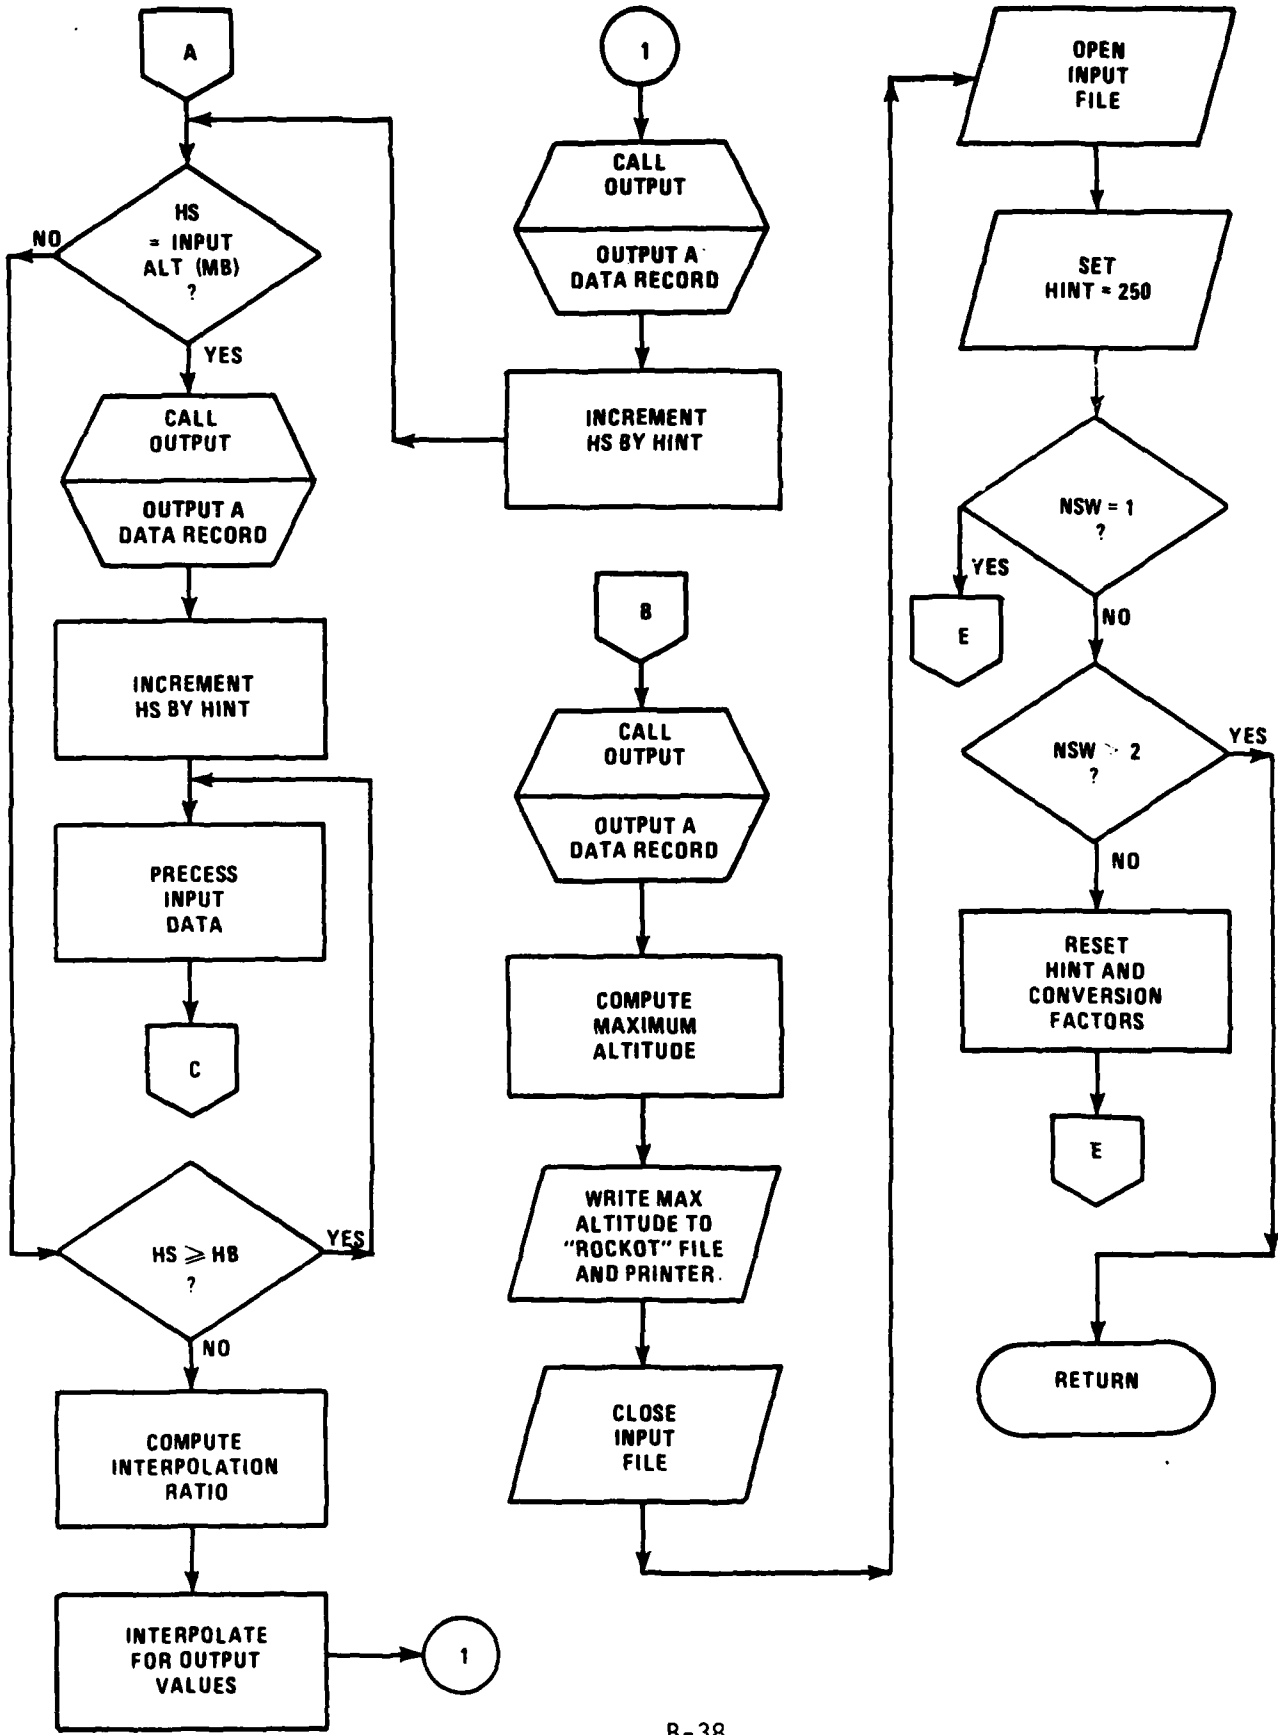 A
HS
= INPUT
ALT (MB)
?
NO
YES
CALL
OUTPUT
OUTPUT A
DATA RECORD
INCREMENT
HS BY HINT
PRECESS
INPUT
DATA
C
HS ⩾ HB
?
YES
NO
COMPUTE
INTERPOLATION
RATIO
INTERPOLATE
FOR OUTPUT
VALUES
1
1
CALL
OUTPUT
OUTPUT A
DATA RECORD
INCREMENT
HS BY HINT
B
CALL
OUTPUT
OUTPUT A
DATA RECORD
COMPUTE
MAXIMUM
ALTITUDE
WRITE MAX
ALTITUDE TO
"ROCKOT" FILE
AND PRINTER.
CLOSE
INPUT
FILE
OPEN
INPUT
FILE
SET
HINT = 250
NSW = 1
?
YES
E
NO
NSW > 2
?
YES
NO
RESET
HINT AND
CONVERSION
FACTORS
E
RETURN
B-38